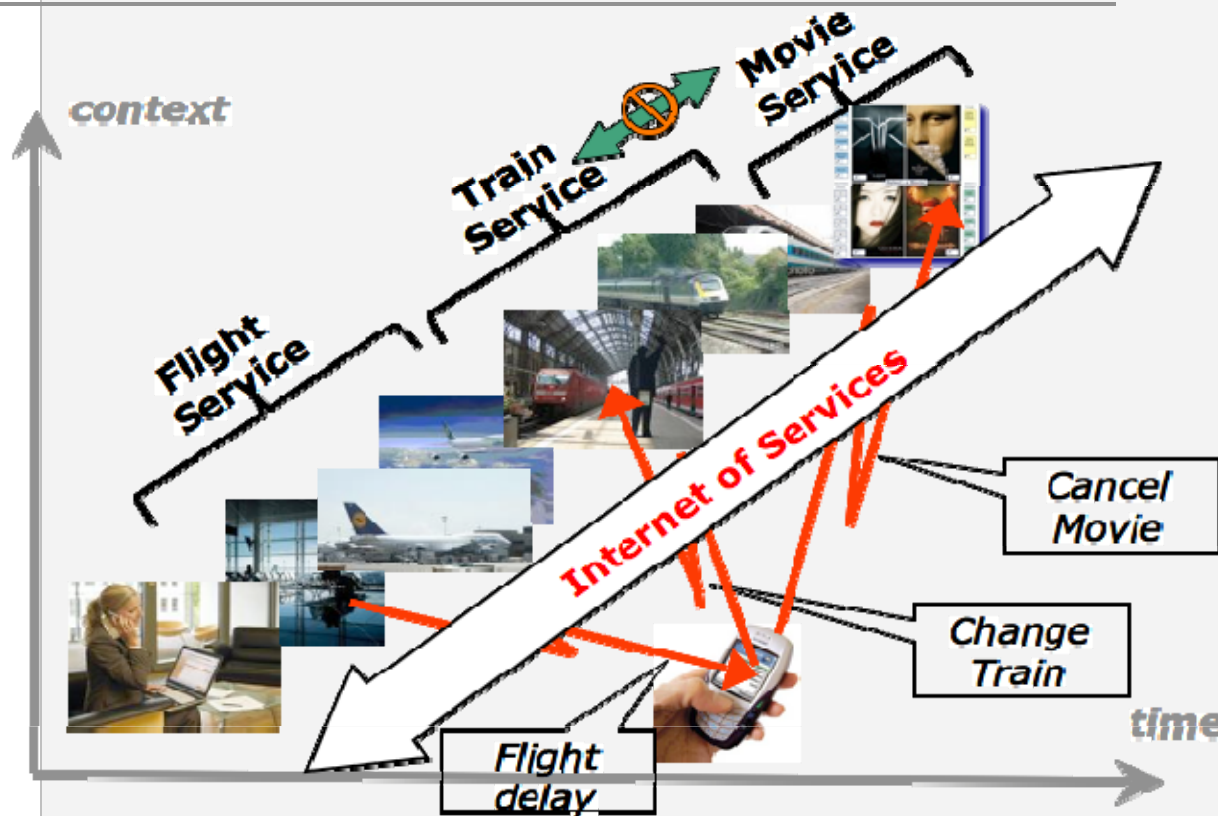 context
Movie
Service
Train
Service
Flight
Service
Internet of Services
Cancel
Movie
Change
Train
time
Flight
delay